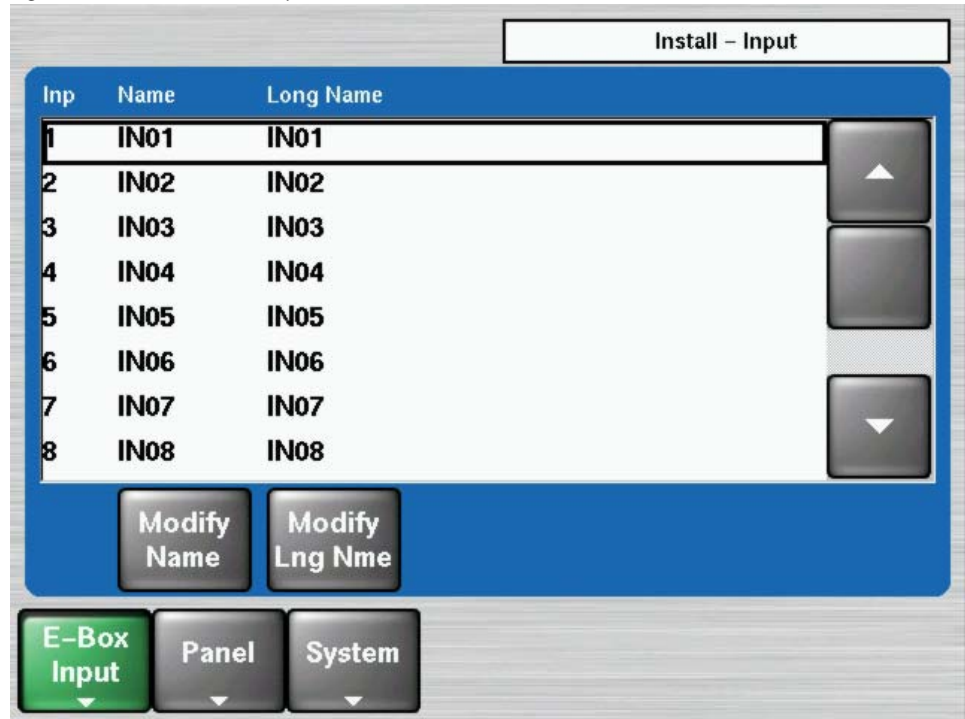 Install – Input
Inp Name Long Name
1 IN01 IN01
2 IN02 IN02
3 IN03 IN03
4 IN04 IN04
5 IN05 IN05
6 IN06 IN06
7 IN07 IN07
8 IN08 IN08
Modify Name
Modify Lng Nme
E–Box Input
Panel
System